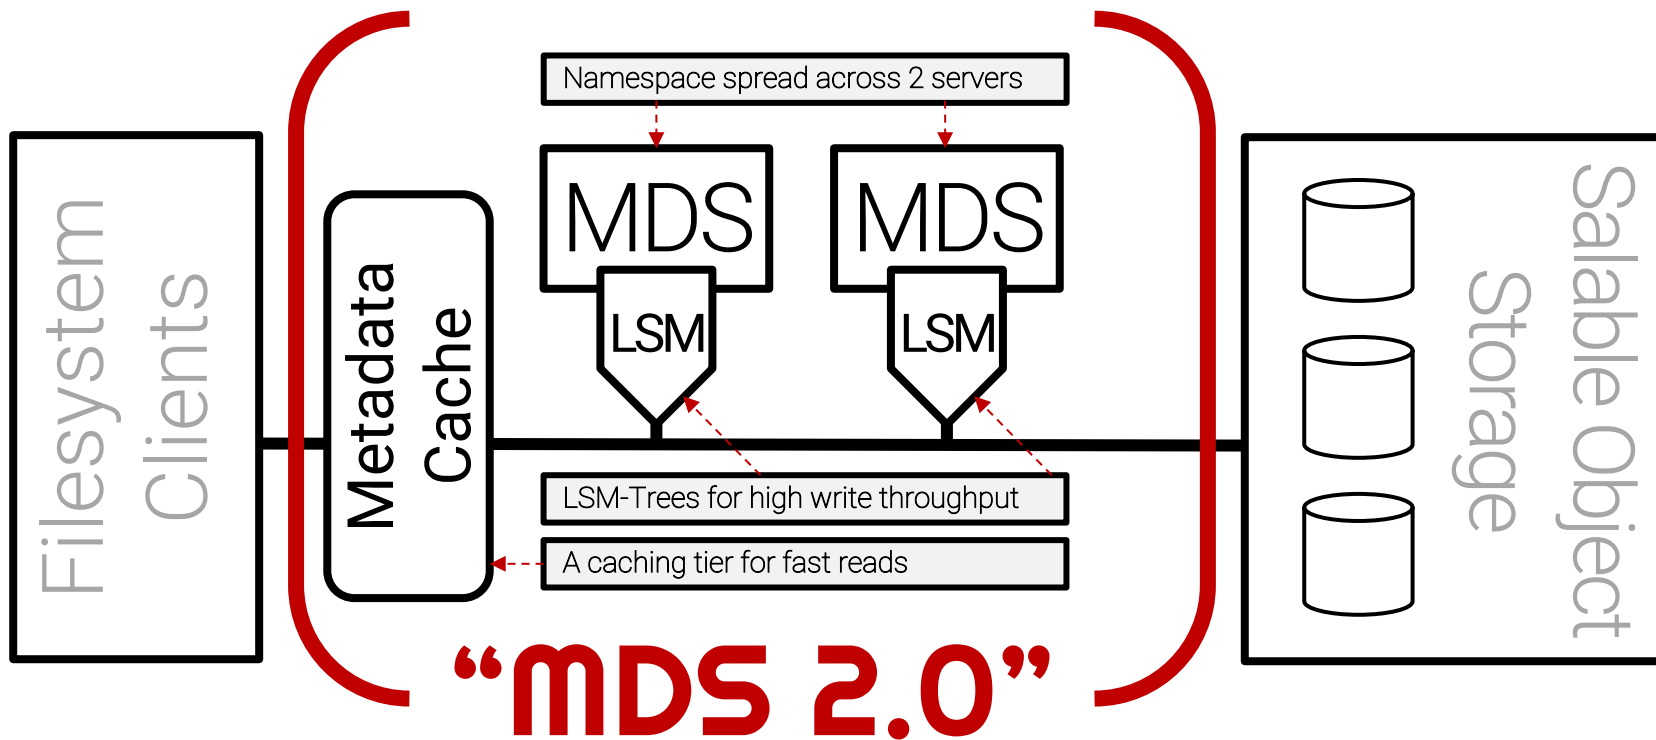 Filesystem
Clients
Metadata
Cache
Namespace spread across 2 servers
MDS
MDS
LSM
LSM
LSM-Trees for high write throughput
A caching tier for fast reads
“MDS 2.0”
Salable Object
Storage